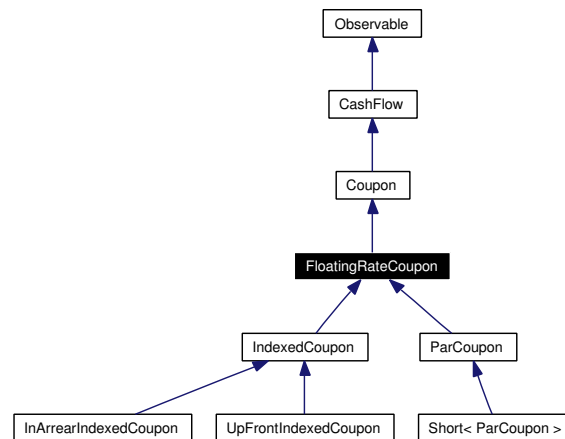 Observable
CashFlow
Coupon
FloatingRateCoupon
IndexedCoupon
ParCoupon
InArrearIndexedCoupon
UpFrontIndexedCoupon
Short< ParCoupon >